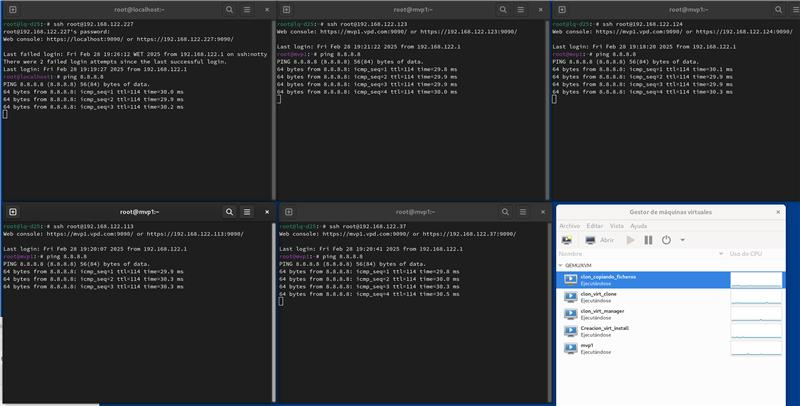 root@localhost:~
root@lq-d25:~# ssh root@192.168.122.227
root@192.168.122.227's password:
Web console: https://localhost:9090/ or https://192.168.122.227:9090/
Last failed login: Fri Feb 28 19:26:12 WET 2025 from 192.168.122.1 on ssh:notty
There were 2 failed login attempts since the last successful login.
Last login: Fri Feb 28 19:19:27 2025 from 192.168.122.1
root@localhost:~# ping 8.8.8.8
PING 8.8.8.8 (8.8.8.8) 56(84) bytes of data.
64 bytes from 8.8.8.8: icmp_seq=1 ttl=114 time=30.0 ms
64 bytes from 8.8.8.8: icmp_seq=2 ttl=114 time=29.9 ms
64 bytes from 8.8.8.8: icmp_seq=3 ttl=114 time=30.2 ms
root@mvp1:~
root@lq-d25:~# ssh root@192.168.122.123
Web console: https://mvp1.vpd.com:9090/ or https://192.168.122.123:9090/
Last login: Fri Feb 28 19:21:22 2025 from 192.168.122.1
root@mvp1:~# ping 8.8.8.8
PING 8.8.8.8 (8.8.8.8) 56(84) bytes of data.
64 bytes from 8.8.8.8: icmp_seq=1 ttl=114 time=29.8 ms
64 bytes from 8.8.8.8: icmp_seq=2 ttl=114 time=29.9 ms
64 bytes from 8.8.8.8: icmp_seq=3 ttl=114 time=29.9 ms
64 bytes from 8.8.8.8: icmp_seq=4 ttl=114 time=30.0 ms
root@mvp1:~
root@lq-d25:~# ssh root@192.168.122.124
Web console: https://mvp1.vpd.com:9090/ or https://192.168.122.124:9090/
Last login: Fri Feb 28 19:18:20 2025 from 192.168.122.1
root@mvp1:~# ping 8.8.8.8
PING 8.8.8.8 (8.8.8.8) 56(84) bytes of data.
64 bytes from 8.8.8.8: icmp_seq=1 ttl=114 time=30.1 ms
64 bytes from 8.8.8.8: icmp_seq=2 ttl=114 time=30.1 ms
64 bytes from 8.8.8.8: icmp_seq=3 ttl=114 time=29.9 ms
64 bytes from 8.8.8.8: icmp_seq=4 ttl=114 time=30.3 ms
root@mvp1:~
root@lq-d25:~# ssh root@192.168.122.113
Web console: https://mvp1.vpd.com:9090/ or https://192.168.122.113:9090/
Last login: Fri Feb 28 19:20:07 2025 from 192.168.122.1
root@mvp1:~# ping 8.8.8.8
PING 8.8.8.8 (8.8.8.8) 56(84) bytes of data.
64 bytes from 8.8.8.8: icmp_seq=1 ttl=114 time=29.9 ms
64 bytes from 8.8.8.8: icmp_seq=2 ttl=114 time=30.3 ms
64 bytes from 8.8.8.8: icmp_seq=3 ttl=114 time=30.3 ms
root@mvp1:~
root@lq-d25:~# ssh root@192.168.122.37
Web console: https://mvp1.vpd.com:9090/ or https://192.168.122.37:9090/
Last login: Fri Feb 28 19:20:41 2025 from 192.168.122.1
root@mvp1:~# ping 8.8.8.8
PING 8.8.8.8 (8.8.8.8) 56(84) bytes of data.
64 bytes from 8.8.8.8: icmp_seq=1 ttl=114 time=29.8 ms
64 bytes from 8.8.8.8: icmp_seq=2 ttl=114 time=30.3 ms
64 bytes from 8.8.8.8: icmp_seq=3 ttl=114 time=30.3 ms
64 bytes from 8.8.8.8: icmp_seq=4 ttl=114 time=30.5 ms
Gestor de máquinas virtuales
Archivo Editar Vista Ayuda
Abrir
Nombre Uso de CPU
QEMU/KVM
clon_copiando_ficheros
Ejecutándose
clon_virt_clone
Ejecutándose
clon_virt_manager
Ejecutándose
Creacion_virt_install
Ejecutándose
mvp1
Ejecutándose